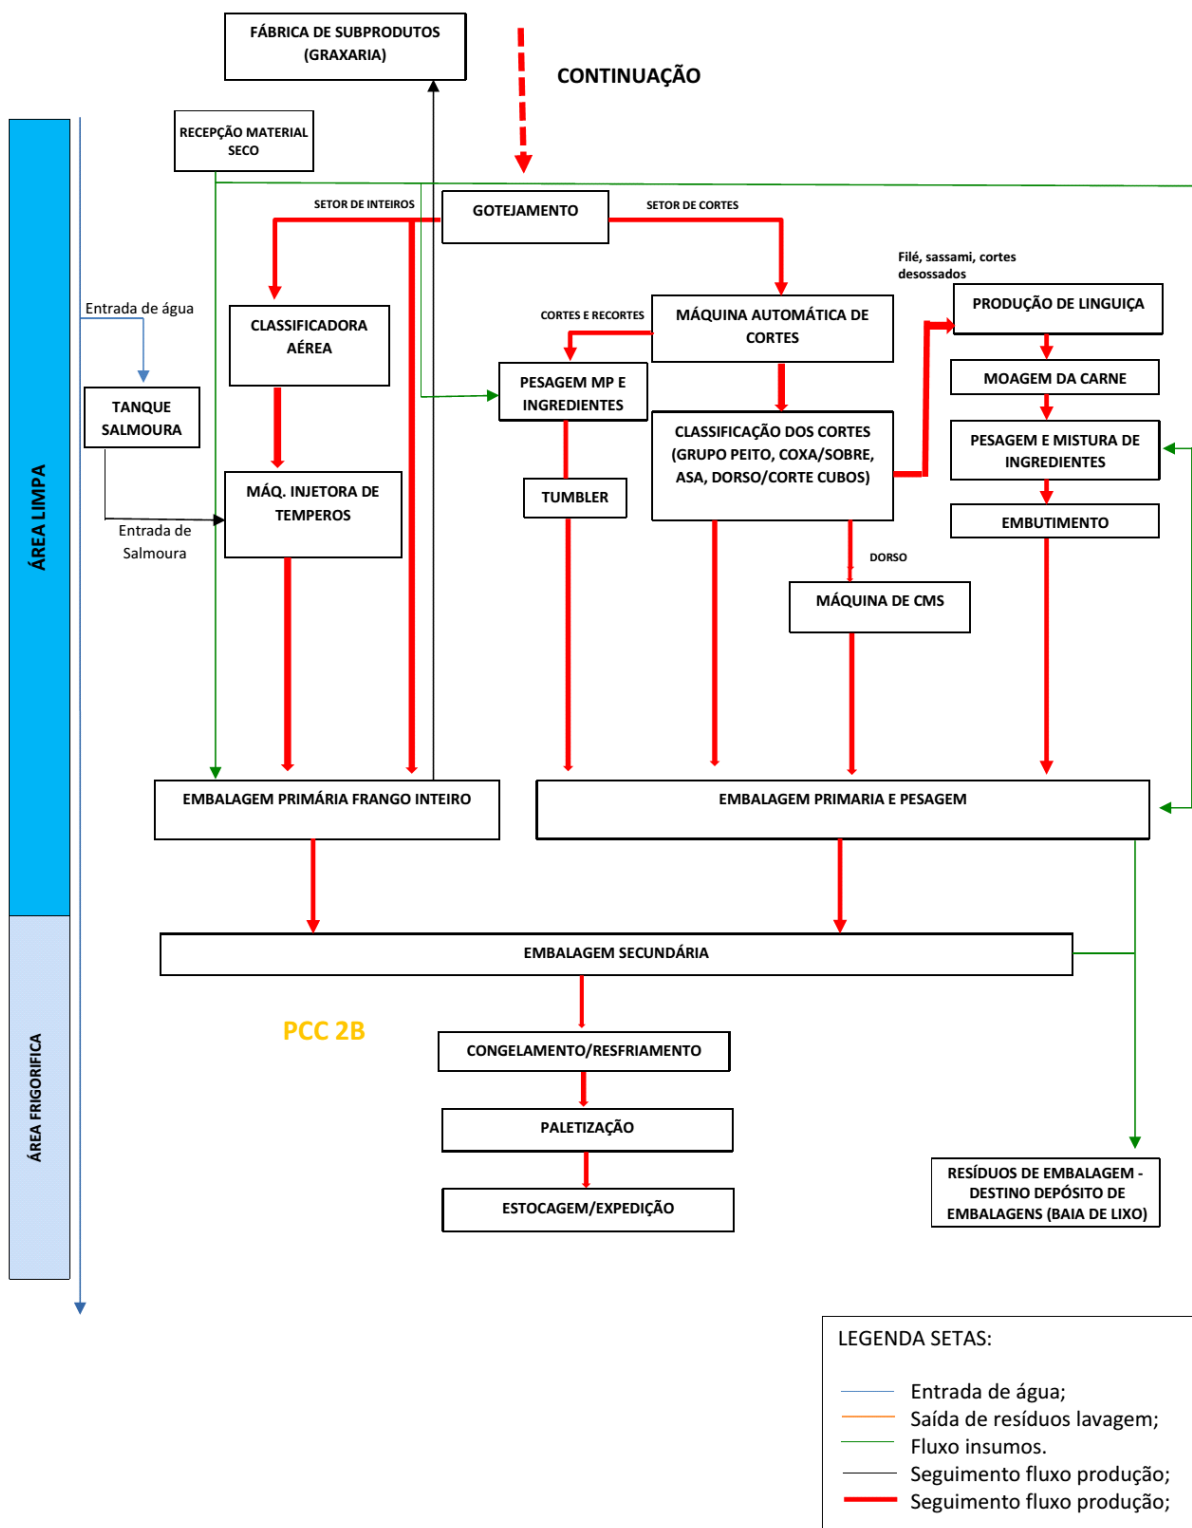 FÁBRICA DE SUBPRODUTOS
(GRAXARIA)
CONTINUAÇÃO
RECEPÇÃO MATERIAL
SECO
SETOR DE INTEIROS
GOTEJAMENTO
SETOR DE CORTES
Filé, sassami, cortes
desossados
Entrada de água
CLASSIFICADORA
AÉREA
CORTES E RECORTES
MÁQUINA AUTOMÁTICA DE
CORTES
PRODUÇÃO DE LINGUIÇA
TANQUE
SALMOURA
PESAGEM MP E
INGREDIENTES
MOAGEM DA CARNE
CLASSIFICAÇÃO DOS CORTES
(GRUPO PEITO, COXA/SOBRE,
ASA, DORSO/CORTE CUBOS)
PESAGEM E MISTURA DE
INGREDIENTES
MÁQ. INJETORA DE
TEMPEROS
TUMBLER
EMBUTIMENTO
Entrada de
Salmoura
DORSO
MÁQUINA DE CMS
ÁREA LIMPA
EMBALAGEM PRIMÁRIA FRANGO INTEIRO
EMBALAGEM PRIMARIA E PESAGEM
EMBALAGEM SECUNDÁRIA
PCC 2B
CONGELAMENTO/RESFRIAMENTO
ÁREA FRIGORIFICA
PALETIZAÇÃO
ESTOCAGEM/EXPEDIÇÃO
RESÍDUOS DE EMBALAGEM -
DESTINO DEPÓSITO DE
EMBALAGENS (BAIA DE LIXO)
LEGENDA SETAS:
Entrada de água;
Saída de resíduos lavagem;
Fluxo insumos.
Seguimento fluxo produção;
Seguimento fluxo produção;